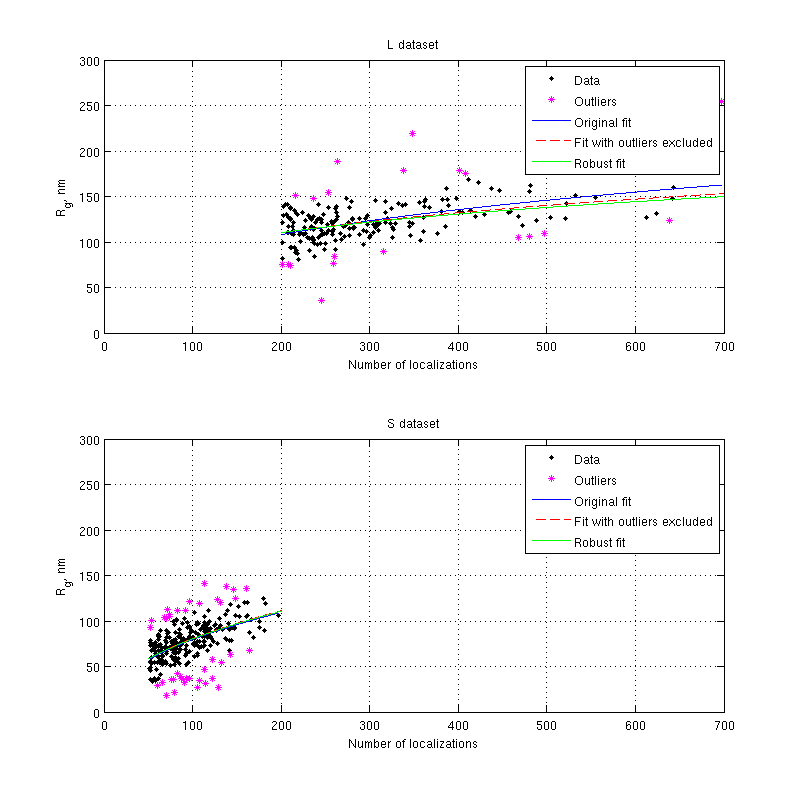 L dataset
300
250
200
150
100
50
0
Rg, nm
Data
Outliers
Original fit
Fit with outliers excluded
Robust fit
0 100 200 300 400 500 600 700
Number of localizations
S dataset
300
250
200
150
100
50
0
Rg, nm
Data
Outliers
Original fit
Fit with outliers excluded
Robust fit
0 100 200 300 400 500 600 700
Number of localizations